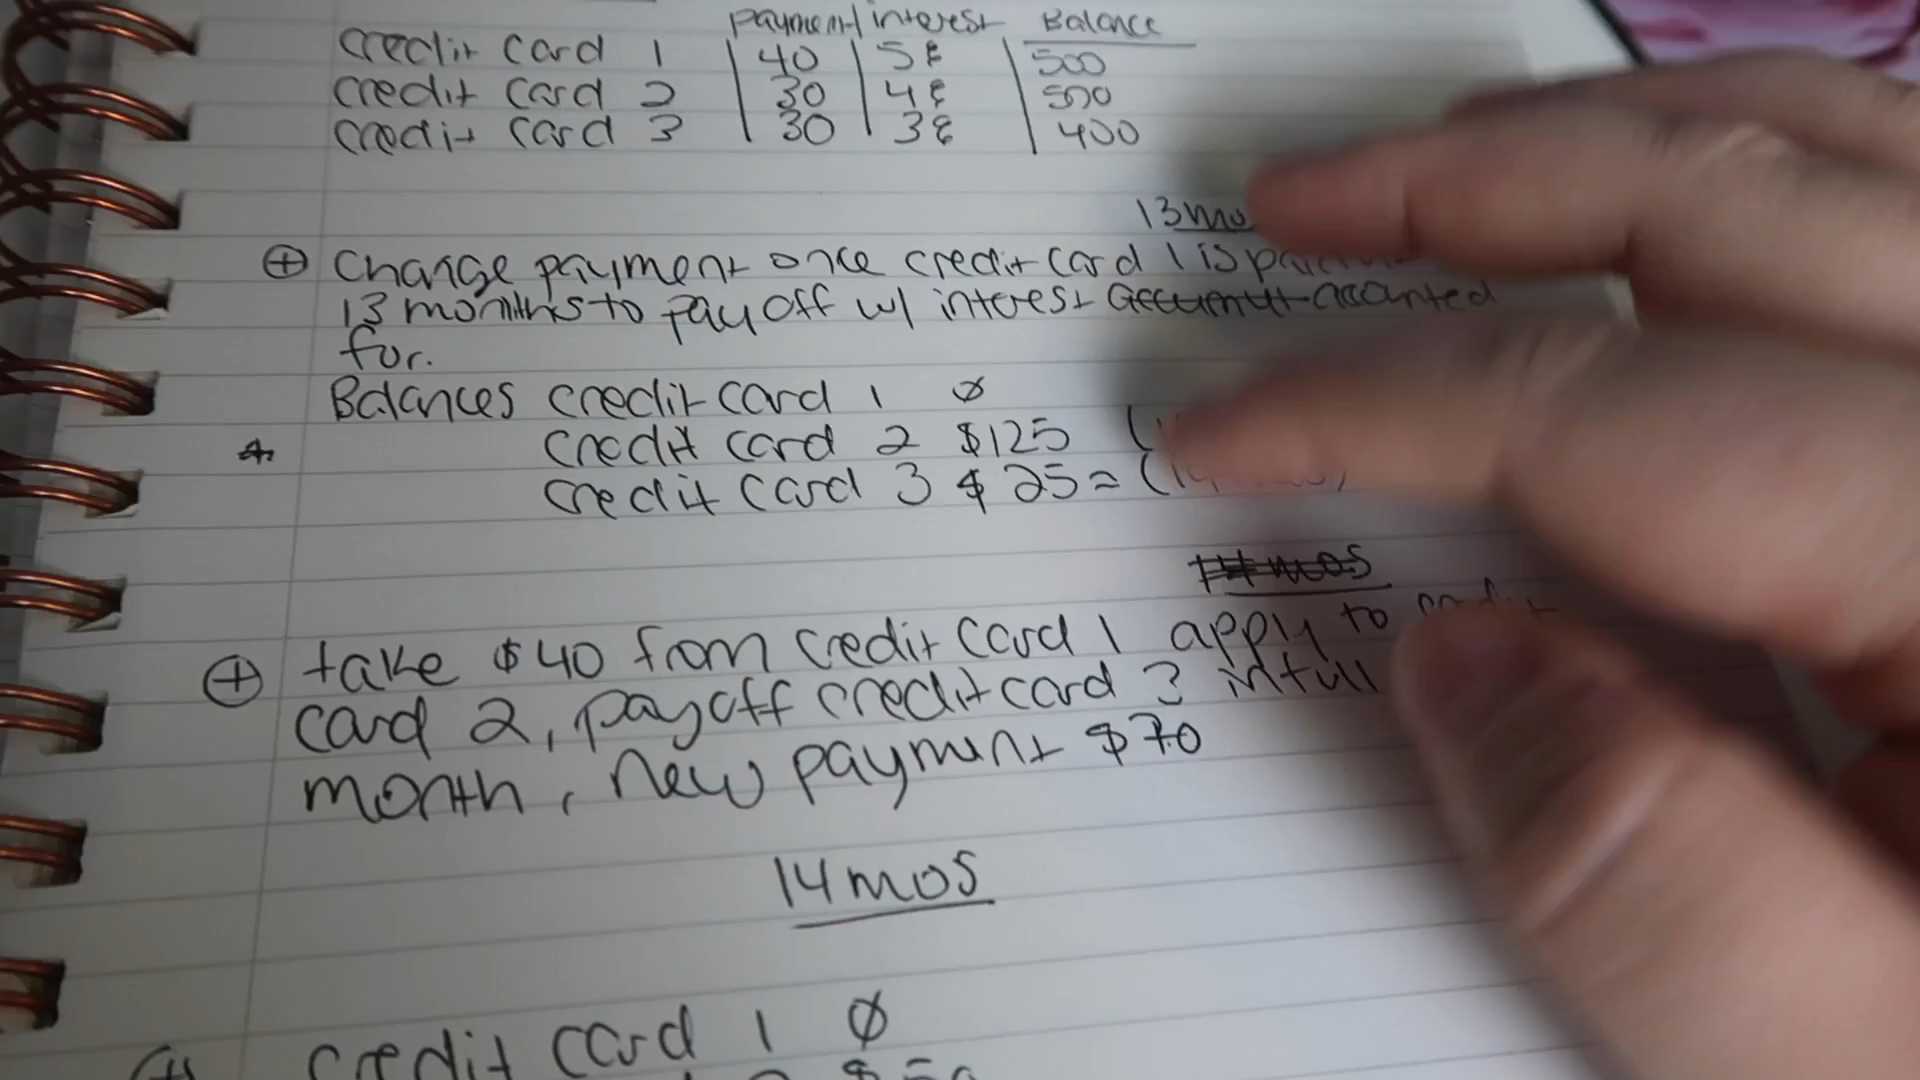 payment interest Balance
credit card 1 40 5¢ 500
credit card 2 30 4¢ 500
credit card 3 30 3¢ 400
13 mo
+ change payment once credit card 1 is
13 months to pay off w/ interest accounted
for.
Balances credit card 1 ∅
credit card 2 $125
credit card 3 $25 =
mos
+ take $40 from credit card 1 apply to
card 2, payoff credit card 3 in full
month, new payment $70
14 mos
credit card 1 ∅